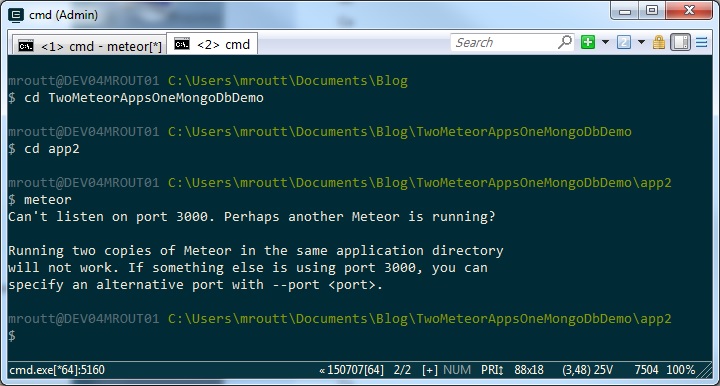 cmd (Admin)
<1> cmd - meteor[*]
<2> cmd
Search
mroutt@DEV04MROUT01 C:\Users\mroutt\Documents\Blog
$ cd TwoMeteorAppsOneMongoDbDemo
mroutt@DEV04MROUT01 C:\Users\mroutt\Documents\Blog\TwoMeteorAppsOneMongoDbDemo
$ cd app2
mroutt@DEV04MROUT01 C:\Users\mroutt\Documents\Blog\TwoMeteorAppsOneMongoDbDemo\app2
$ meteor
Can't listen on port 3000. Perhaps another Meteor is running?
Running two copies of Meteor in the same application directory
will not work. If something else is using port 3000, you can
specify an alternative port with --port <port>.
mroutt@DEV04MROUT01 C:\Users\mroutt\Documents\Blog\TwoMeteorAppsOneMongoDbDemo\app2
$
cmd.exe[*64]:5160 « 150707[64] 2/2 [+] NUM PRI↕ 88x18 (3,48) 25V 7504 100%